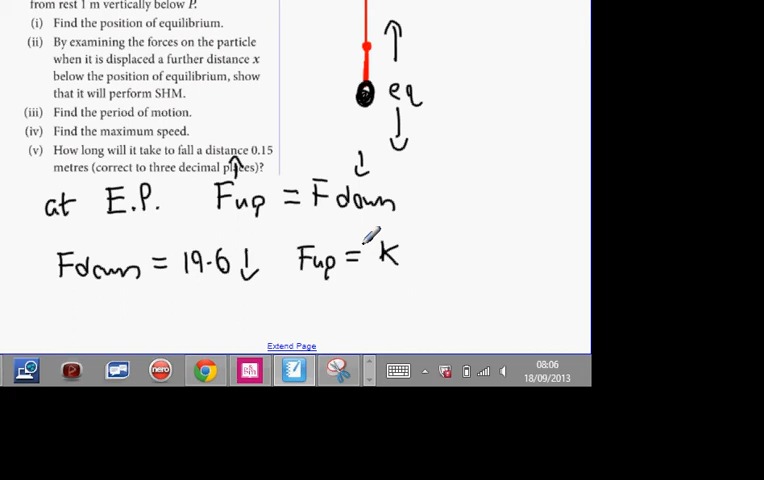 from rest 1 m vertically below P.
(i) Find the position of equilibrium.
(ii) By examining the forces on the particle
when it is displaced a further distance x
below the position of equilibrium, show
that it will perform SHM.
(iii) Find the period of motion.
(iv) Find the maximum speed.
(v) How long will it take to fall a distance 0.15
metres (correct to three decimal places)?
eq
at E.P. Fup = Fdown
Fdown = 19.6↓ Fup = K
Extend Page
nero
08:06
18/09/2013